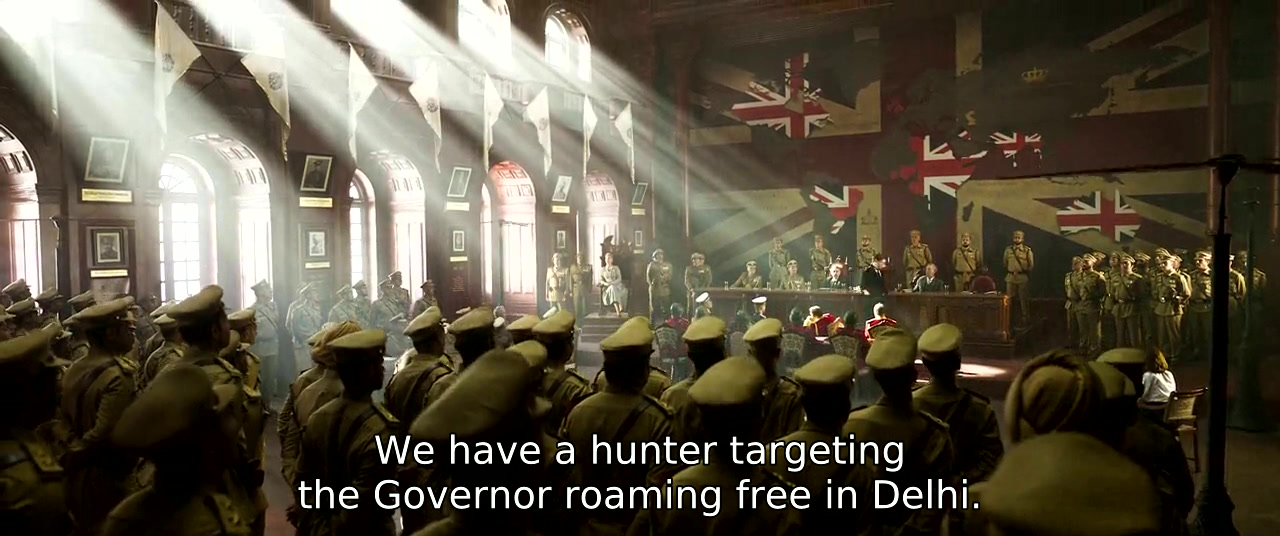 We have a hunter targeting
the Governor roaming free in Delhi.